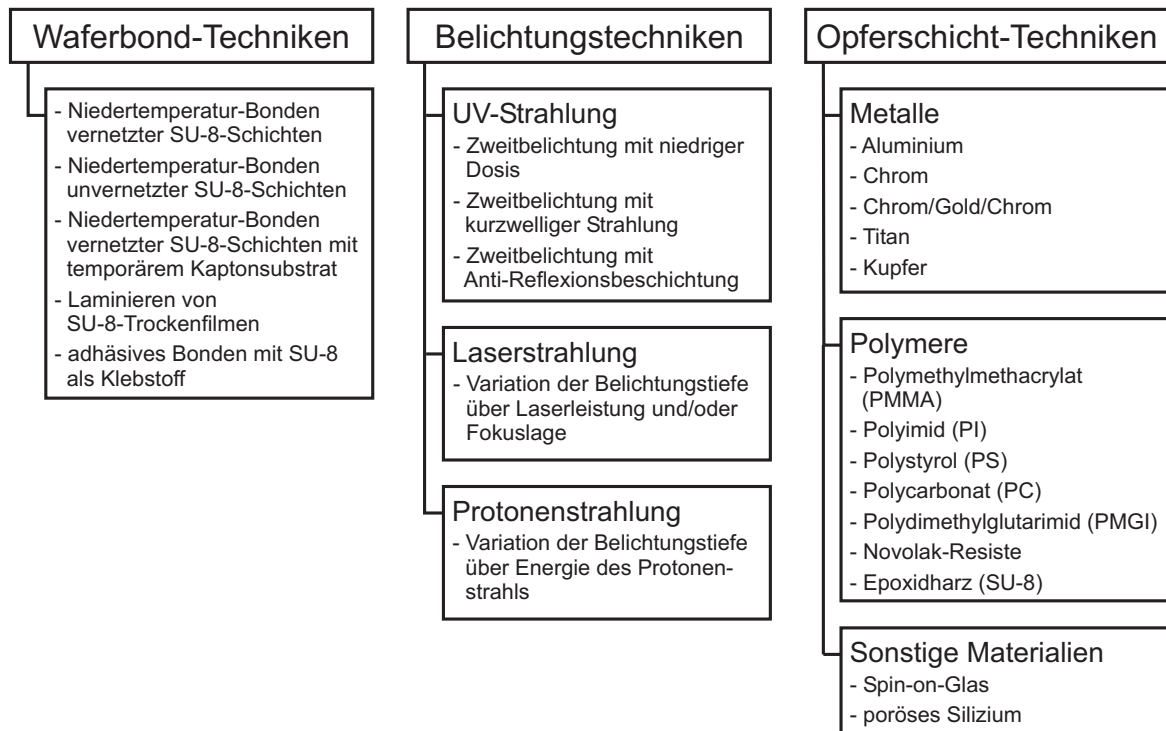 Waferbond-Techniken
- Niedertemperatur-Bonden
vernetzter SU-8-Schichten
- Niedertemperatur-Bonden
unvernetzter SU-8-Schichten
- Niedertemperatur-Bonden
vernetzter SU-8-Schichten mit
temporärem Kaptonsubstrat
- Laminieren von
SU-8-Trockenfilmen
- adhäsives Bonden mit SU-8
als Klebstoff
Belichtungstechniken
UV-Strahlung
- Zweitbelichtung mit niedriger
Dosis
- Zweitbelichtung mit
kurzwelliger Strahlung
- Zweitbelichtung mit
Anti-Reflexionsbeschichtung
Laserstrahlung
- Variation der Belichtungstiefe
über Laserleistung und/oder
Fokuslage
Protonenstrahlung
- Variation der Belichtungstiefe
über Energie des Protonen-
strahls
Opferschicht-Techniken
Metalle
- Aluminium
- Chrom
- Chrom/Gold/Chrom
- Titan
- Kupfer
Polymere
- Polymethylmethacrylat
(PMMA)
- Polyimid (PI)
- Polystyrol (PS)
- Polycarbonat (PC)
- Polydimethylglutarimid (PMGI)
- Novolak-Resiste
- Epoxidharz (SU-8)
Sonstige Materialien
- Spin-on-Glas
- poröses Silizium